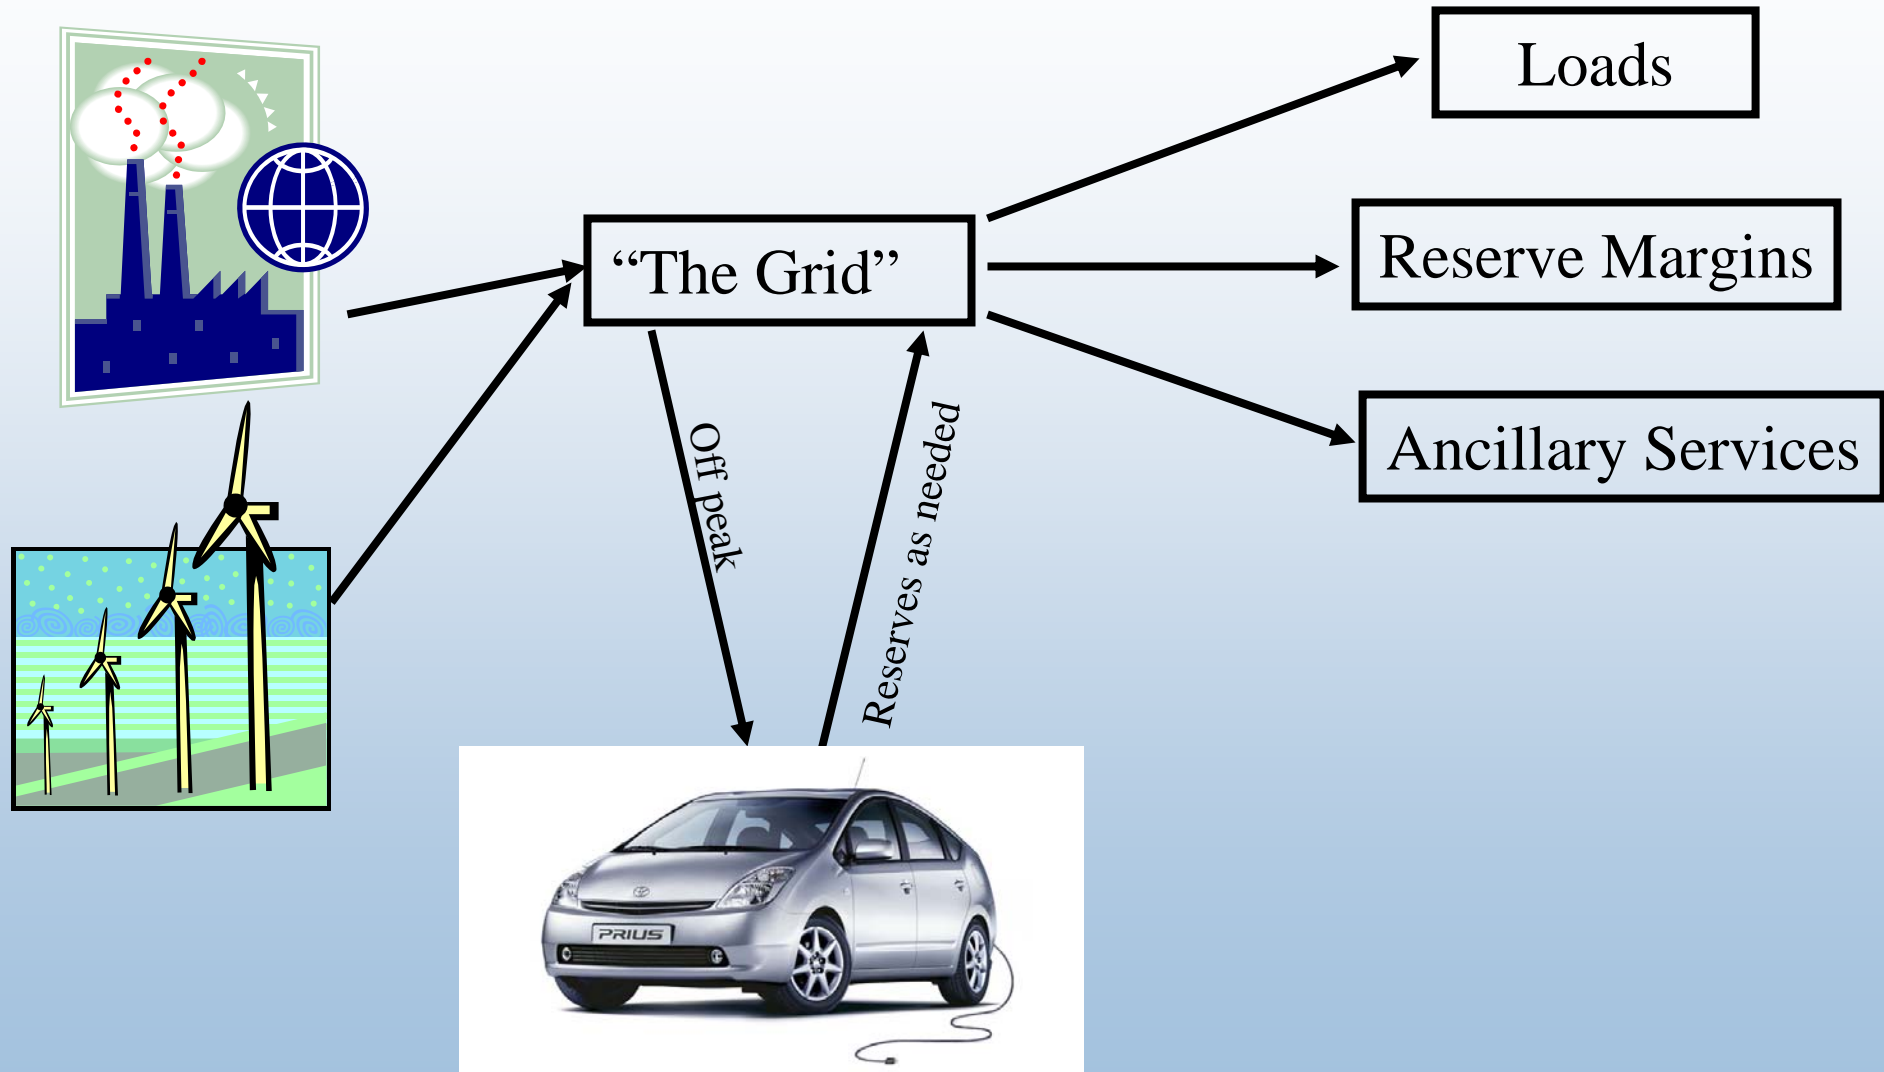 Loads
“The Grid”
Reserve Margins
Ancillary Services
Off peak
Reserves as needed
PRIUS